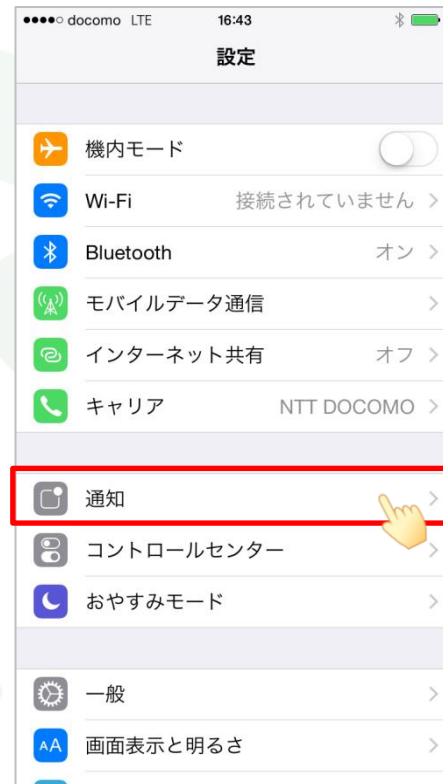 docomo LTE 16:43
設定
機内モード
Wi-Fi 接続されていません
Bluetooth オン
モバイルデータ通信
インターネット共有 オフ
キャリア NTT DOCOMO
通知
コントロールセンター
おやすみモード
一般
AA 画面表示と明るさ